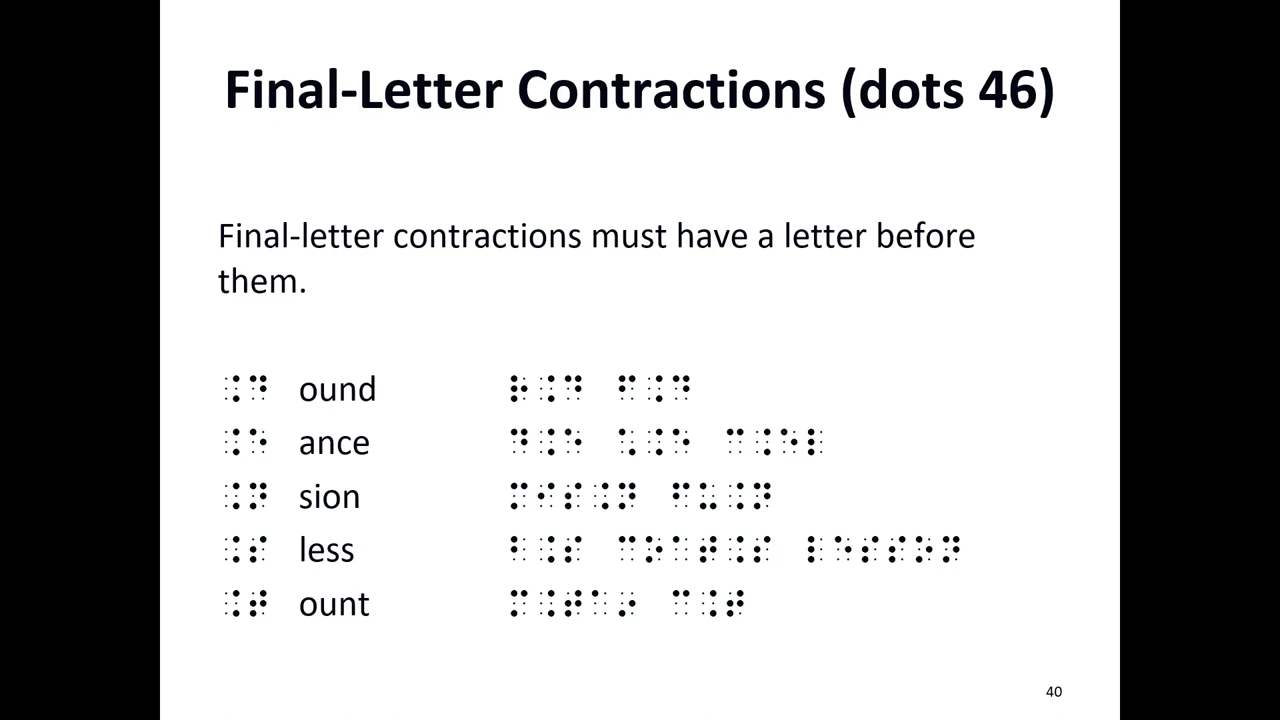 Final-Letter Contractions (dots 46)
Final-letter contractions must have a letter before
them.
⠨⠙ ound ⠗⠨⠙ ⠋⠨⠙
⠨⠑ ance ⠙⠨⠑ ⠡⠨⠑ ⠉⠨⠑⠇
⠨⠝ sion ⠍⠊⠎⠨⠝ ⠋⠥⠨⠝
⠨⠎ less ⠃⠨⠎ ⠉⠕⠁⠞⠨⠎ ⠇⠑⠎⠎⠕⠝
⠨⠞ ount ⠍⠨⠞⠁⠔ ⠉⠨⠞
40